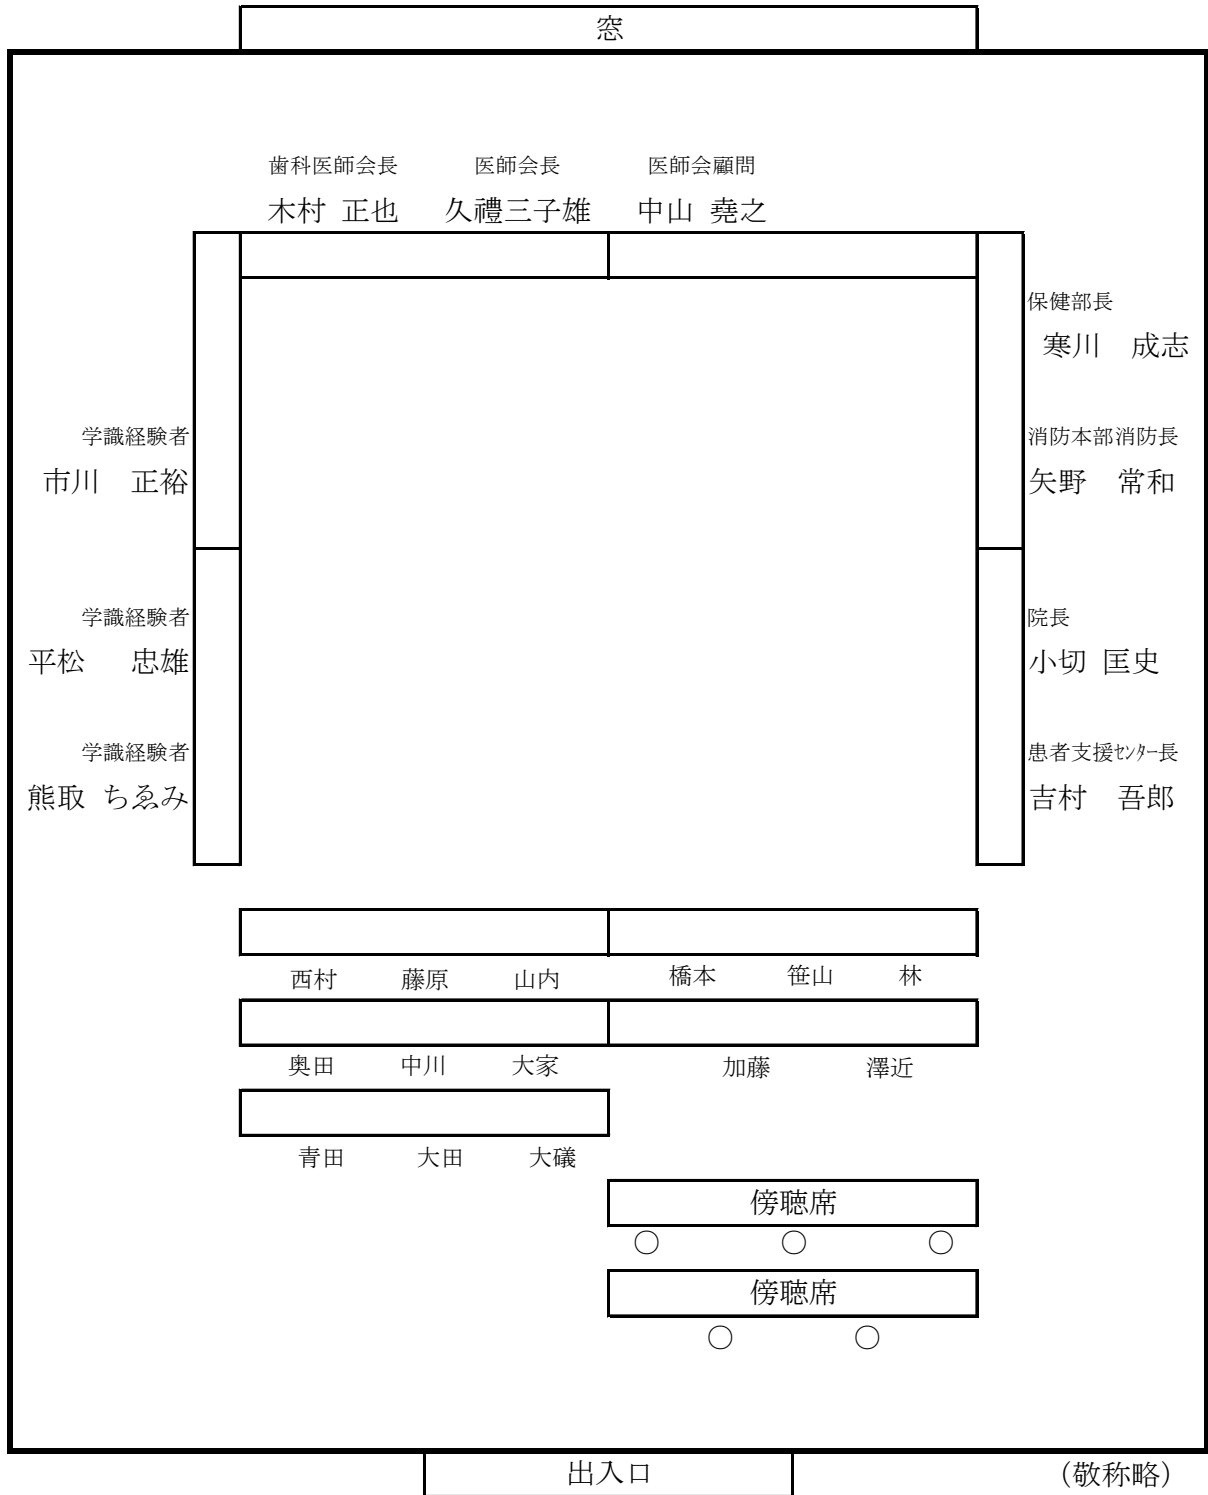 窓
歯科医師会長 医師会長 医師会顧問
木村 正也 久禮三子雄 中山 堯之
保健部長
寒川 成志
学識経験者 消防本部消防長
市川 正裕 矢野 常和
学識経験者 院長
平松 忠雄 小切 匡史
学識経験者 患者支援ｾﾝﾀｰ長
熊取 ちゑみ 吉村 吾郎
西村 藤原 山内 橋本 笹山 林
奥田 中川 大家 加藤 澤近
青田 大田 大礒
傍聴席
○ ○ ○
傍聴席
○ ○
出入口 (敬称略)